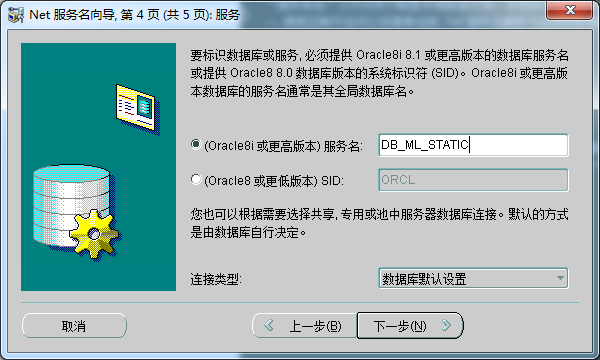 Net 服务名向导, 第 4 页 (共 5 页): 服务
要标识数据库或服务, 必须提供 Oracle8i 8.1 或更高版本的数据库服务名
或提供 Oracle8 8.0 数据库版本的系统标识符 (SID)。Oracle8i 或更高版
本数据库的服务名通常是其全局数据库名。
(Oracle8i 或更高版本) 服务名: DB_ML_STATIC
(Oracle8 或更低版本) SID: ORCL
您也可以根据需要选择共享, 专用或池中服务器数据库连接。默认的方式
是由数据库自行决定。
连接类型: 数据库默认设置
取消 上一步(B) 下一步(N)